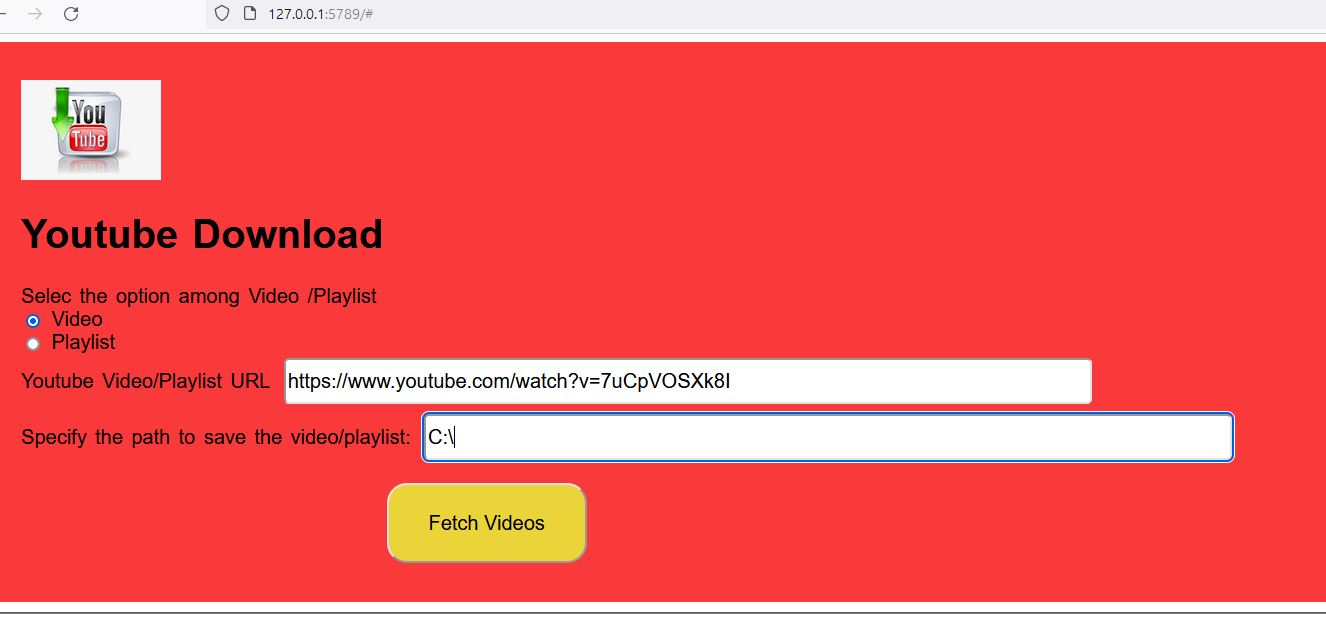 127.0.0.1:5789/#
You
Tube
Youtube Download
Selec the option among Video /Playlist
Video
Playlist
Youtube Video/Playlist URL https://www.youtube.com/watch?v=7uCpVOSXk8I
Specify the path to save the video/playlist: C:\
Fetch Videos